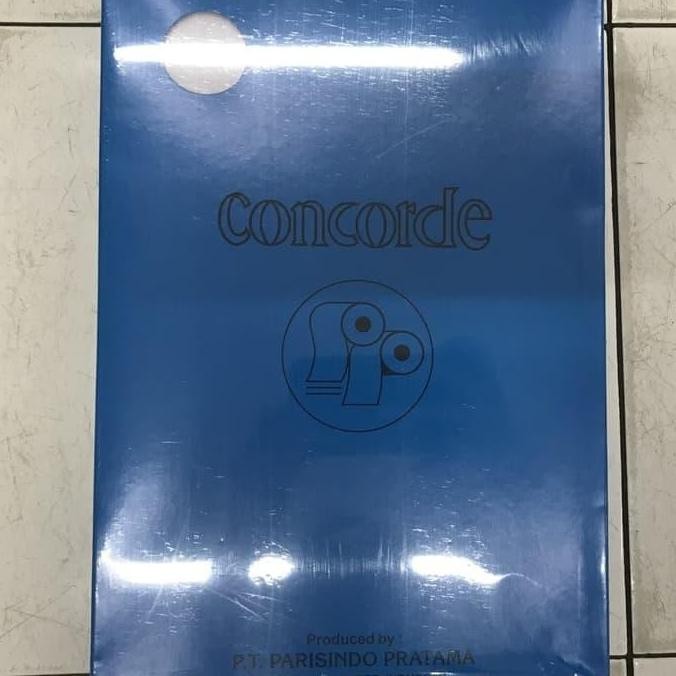 Concorde
Produced by :
P.T. PARISINDO PRATAMA